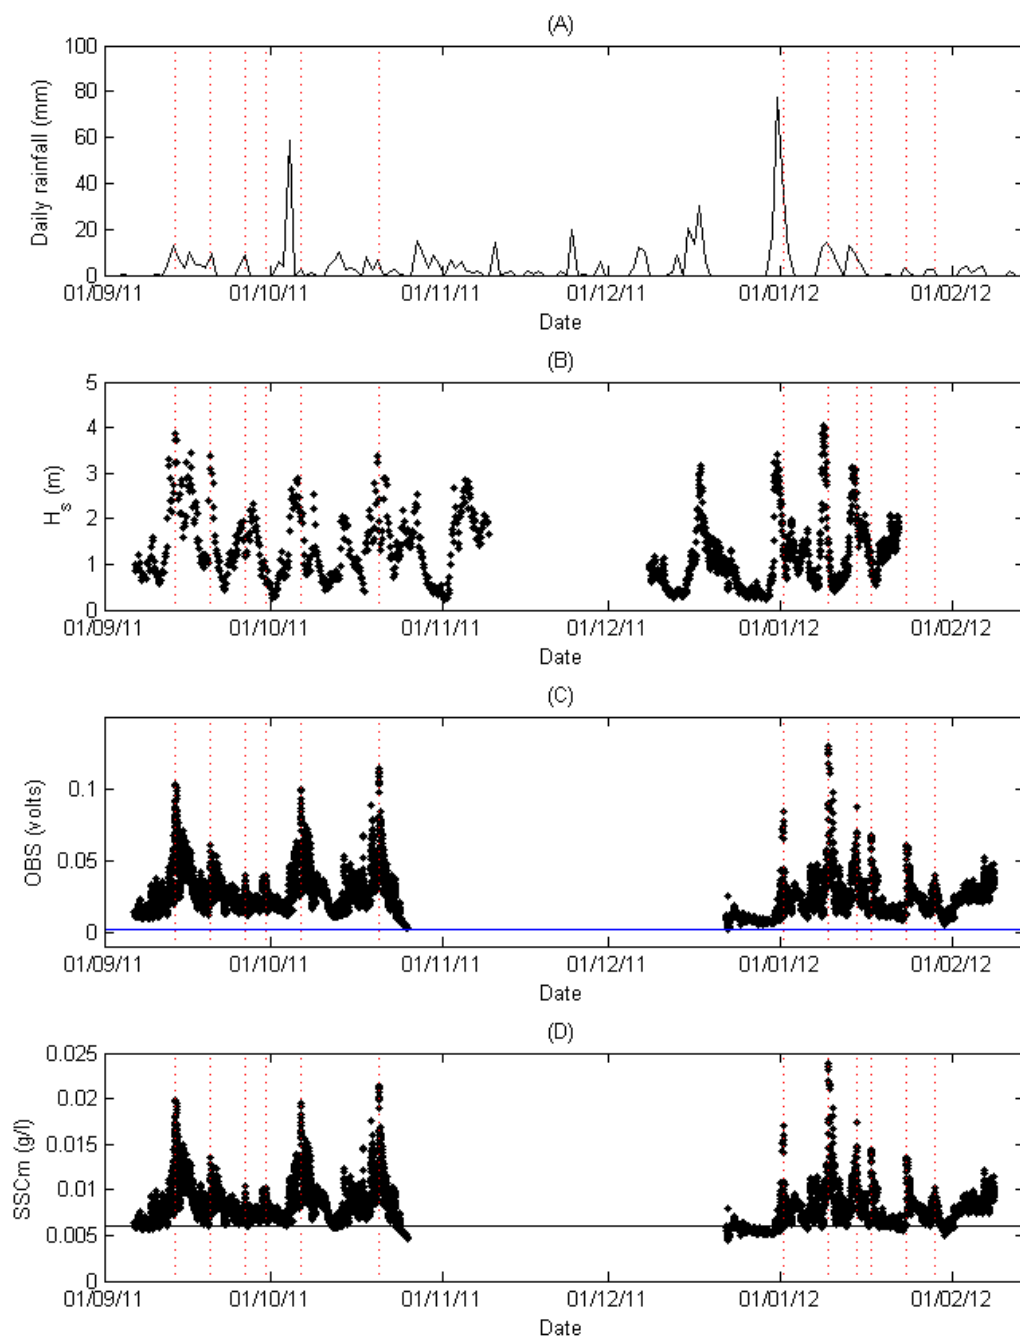 (A)
100
80
60
40
20
0
Daily rainfall (mm)
01/09/11 01/10/11 01/11/11 01/12/11 01/01/12 01/02/12
Date
(B)
5
4
3
2
1
0
H_s (m)
01/09/11 01/10/11 01/11/11 01/12/11 01/01/12 01/02/12
Date
(C)
0.1
0.05
0
OBS (volts)
01/09/11 01/10/11 01/11/11 01/12/11 01/01/12 01/02/12
Date
(D)
0.025
0.02
0.015
0.01
0.005
0
SSCm (g/l)
01/09/11 01/10/11 01/11/11 01/12/11 01/01/12 01/02/12
Date